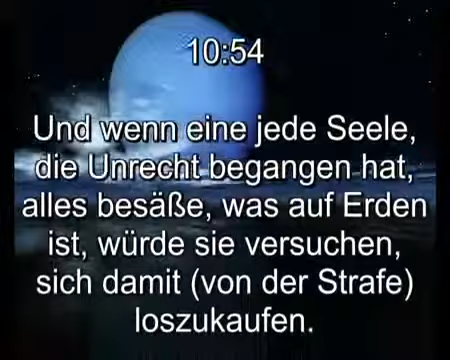 10:54
Und wenn eine jede Seele,
die Unrecht begangen hat,
alles besäße, was auf Erden
ist, würde sie versuchen,
sich damit (von der Strafe)
loszukaufen.